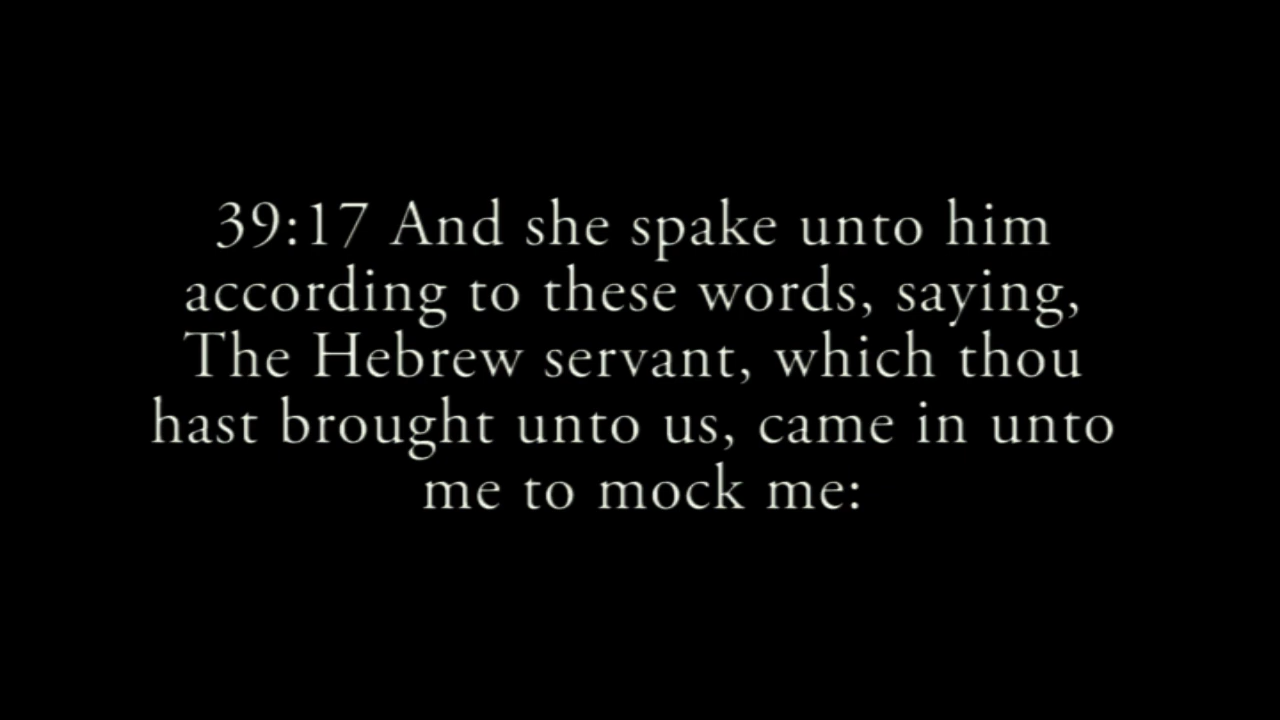 39:17 And she spake unto him
according to these words, saying,
The Hebrew servant, which thou
hast brought unto us, came in unto
me to mock me: